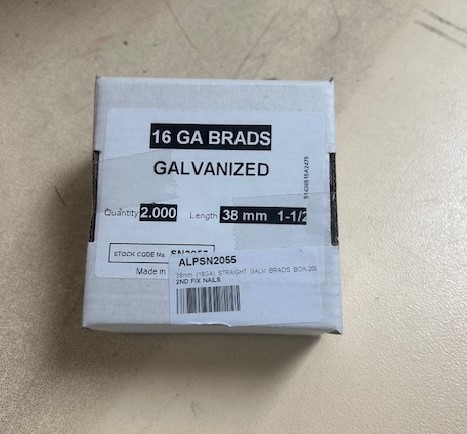 16 GA BRADS
GALVANIZED
Quantity 2.000 Length 38 mm 1-1/2
STOCK CODE No. SN2055
Made in
ALPSN2055
38mm (16GA) STRAIGHT GALV BRADS BOX-200
2ND FIX NAILS